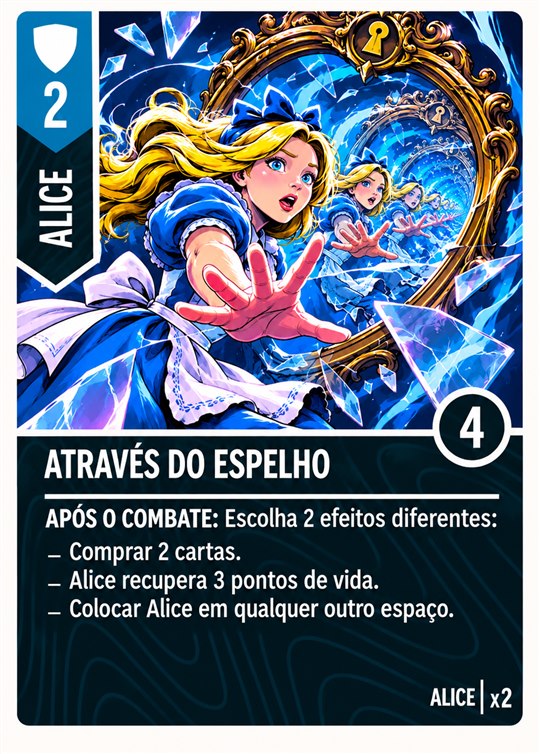 2
ALICE
4
ATRAVÉS DO ESPELHO
APÓS O COMBATE: Escolha 2 efeitos diferentes:
– Comprar 2 cartas.
– Alice recupera 3 pontos de vida.
– Colocar Alice em qualquer outro espaço.
ALICE | x2